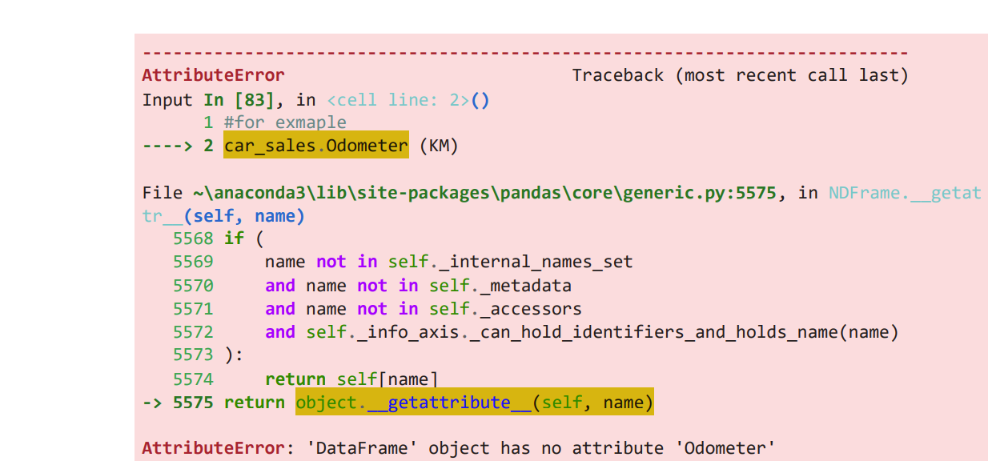 ---------------------------------------------------------------------------
AttributeError                            Traceback (most recent call last)
Input In [83], in <cell line: 2>()
      1 #for exmaple
----> 2 car_sales.Odometer (KM)
File ~\anaconda3\lib\site-packages\pandas\core\generic.py:5575, in NDFrame.__getat
tr__(self, name)
   5568 if (
   5569     name not in self._internal_names_set
   5570     and name not in self._metadata
   5571     and name not in self._accessors
   5572     and self._info_axis._can_hold_identifiers_and_holds_name(name)
   5573 ):
   5574     return self[name]
-> 5575 return object.__getattribute__(self, name)
AttributeError: 'DataFrame' object has no attribute 'Odometer'